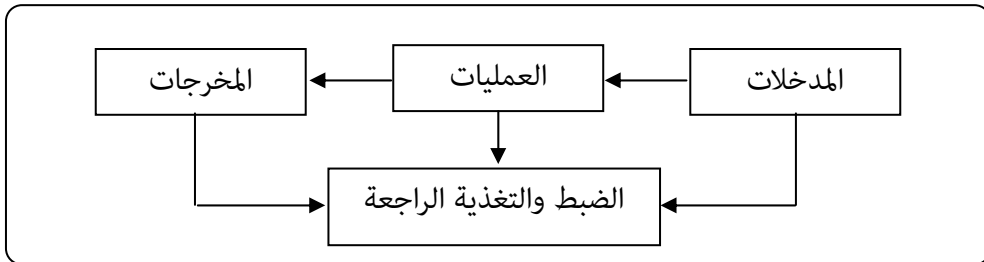 المدخلات
العمليات
المخرجات
الضبط والتغذية الراجعة